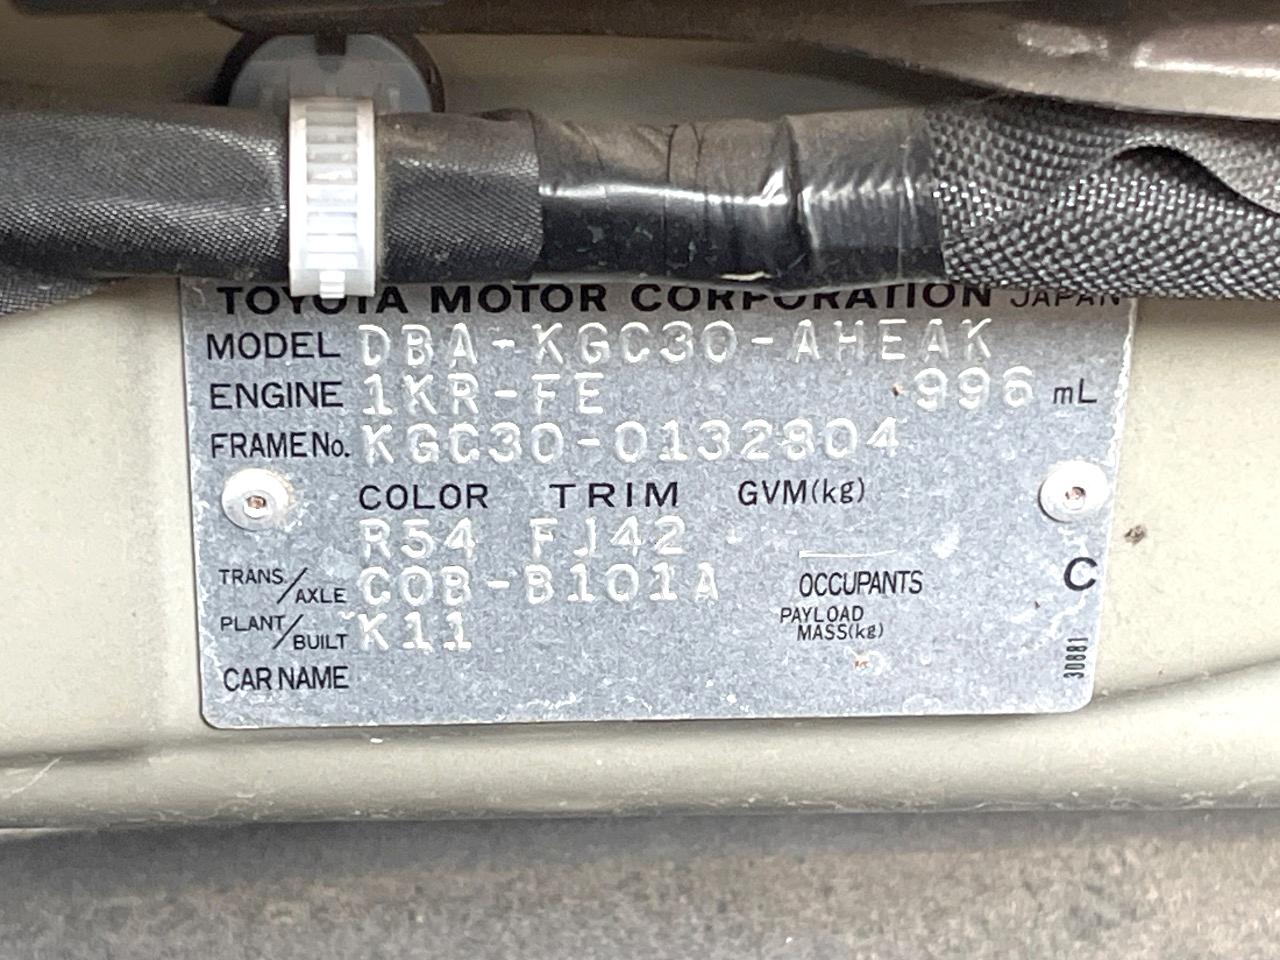 TOYOTA MOTOR CORPORATION JAPAN
MODEL DBA-KGC30-AHEAK
ENGINE 1KR-FE 996 mL
FRAME No. KGC30-0132804
COLOR TRIM GVM(kg)
R54 FJ42
TRANS./AXLE C0B-B101A OCCUPANTS C
PLANT/BUILT K11 PAYLOAD MASS(kg)
CAR NAME
30881